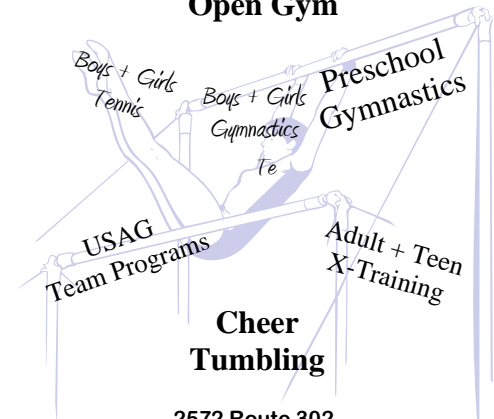 Open Gym
Boys + Girls
Tennis
Boys + Girls
Gymnastics
Te
Preschool
Gymnastics
USAG
Team Programs
Adult + Teen
X-Training
Cheer
Tumbling
2572 Route 302